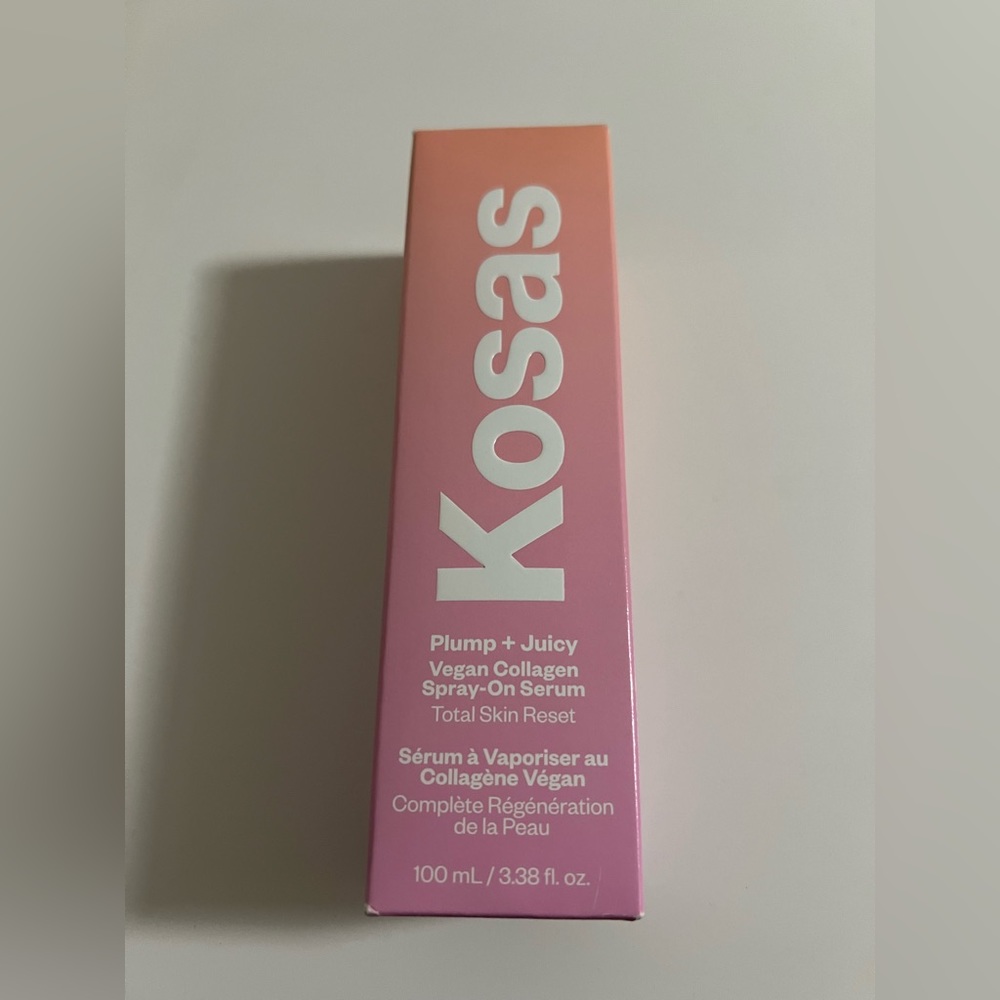 Kosas
Plump + Juicy
Vegan Collagen
Spray-On Serum
Total Skin Reset
Sérum à Vaporiser au
Collagène Végan
Complète Régénération
de la Peau
100 mL / 3.38 fl. oz.